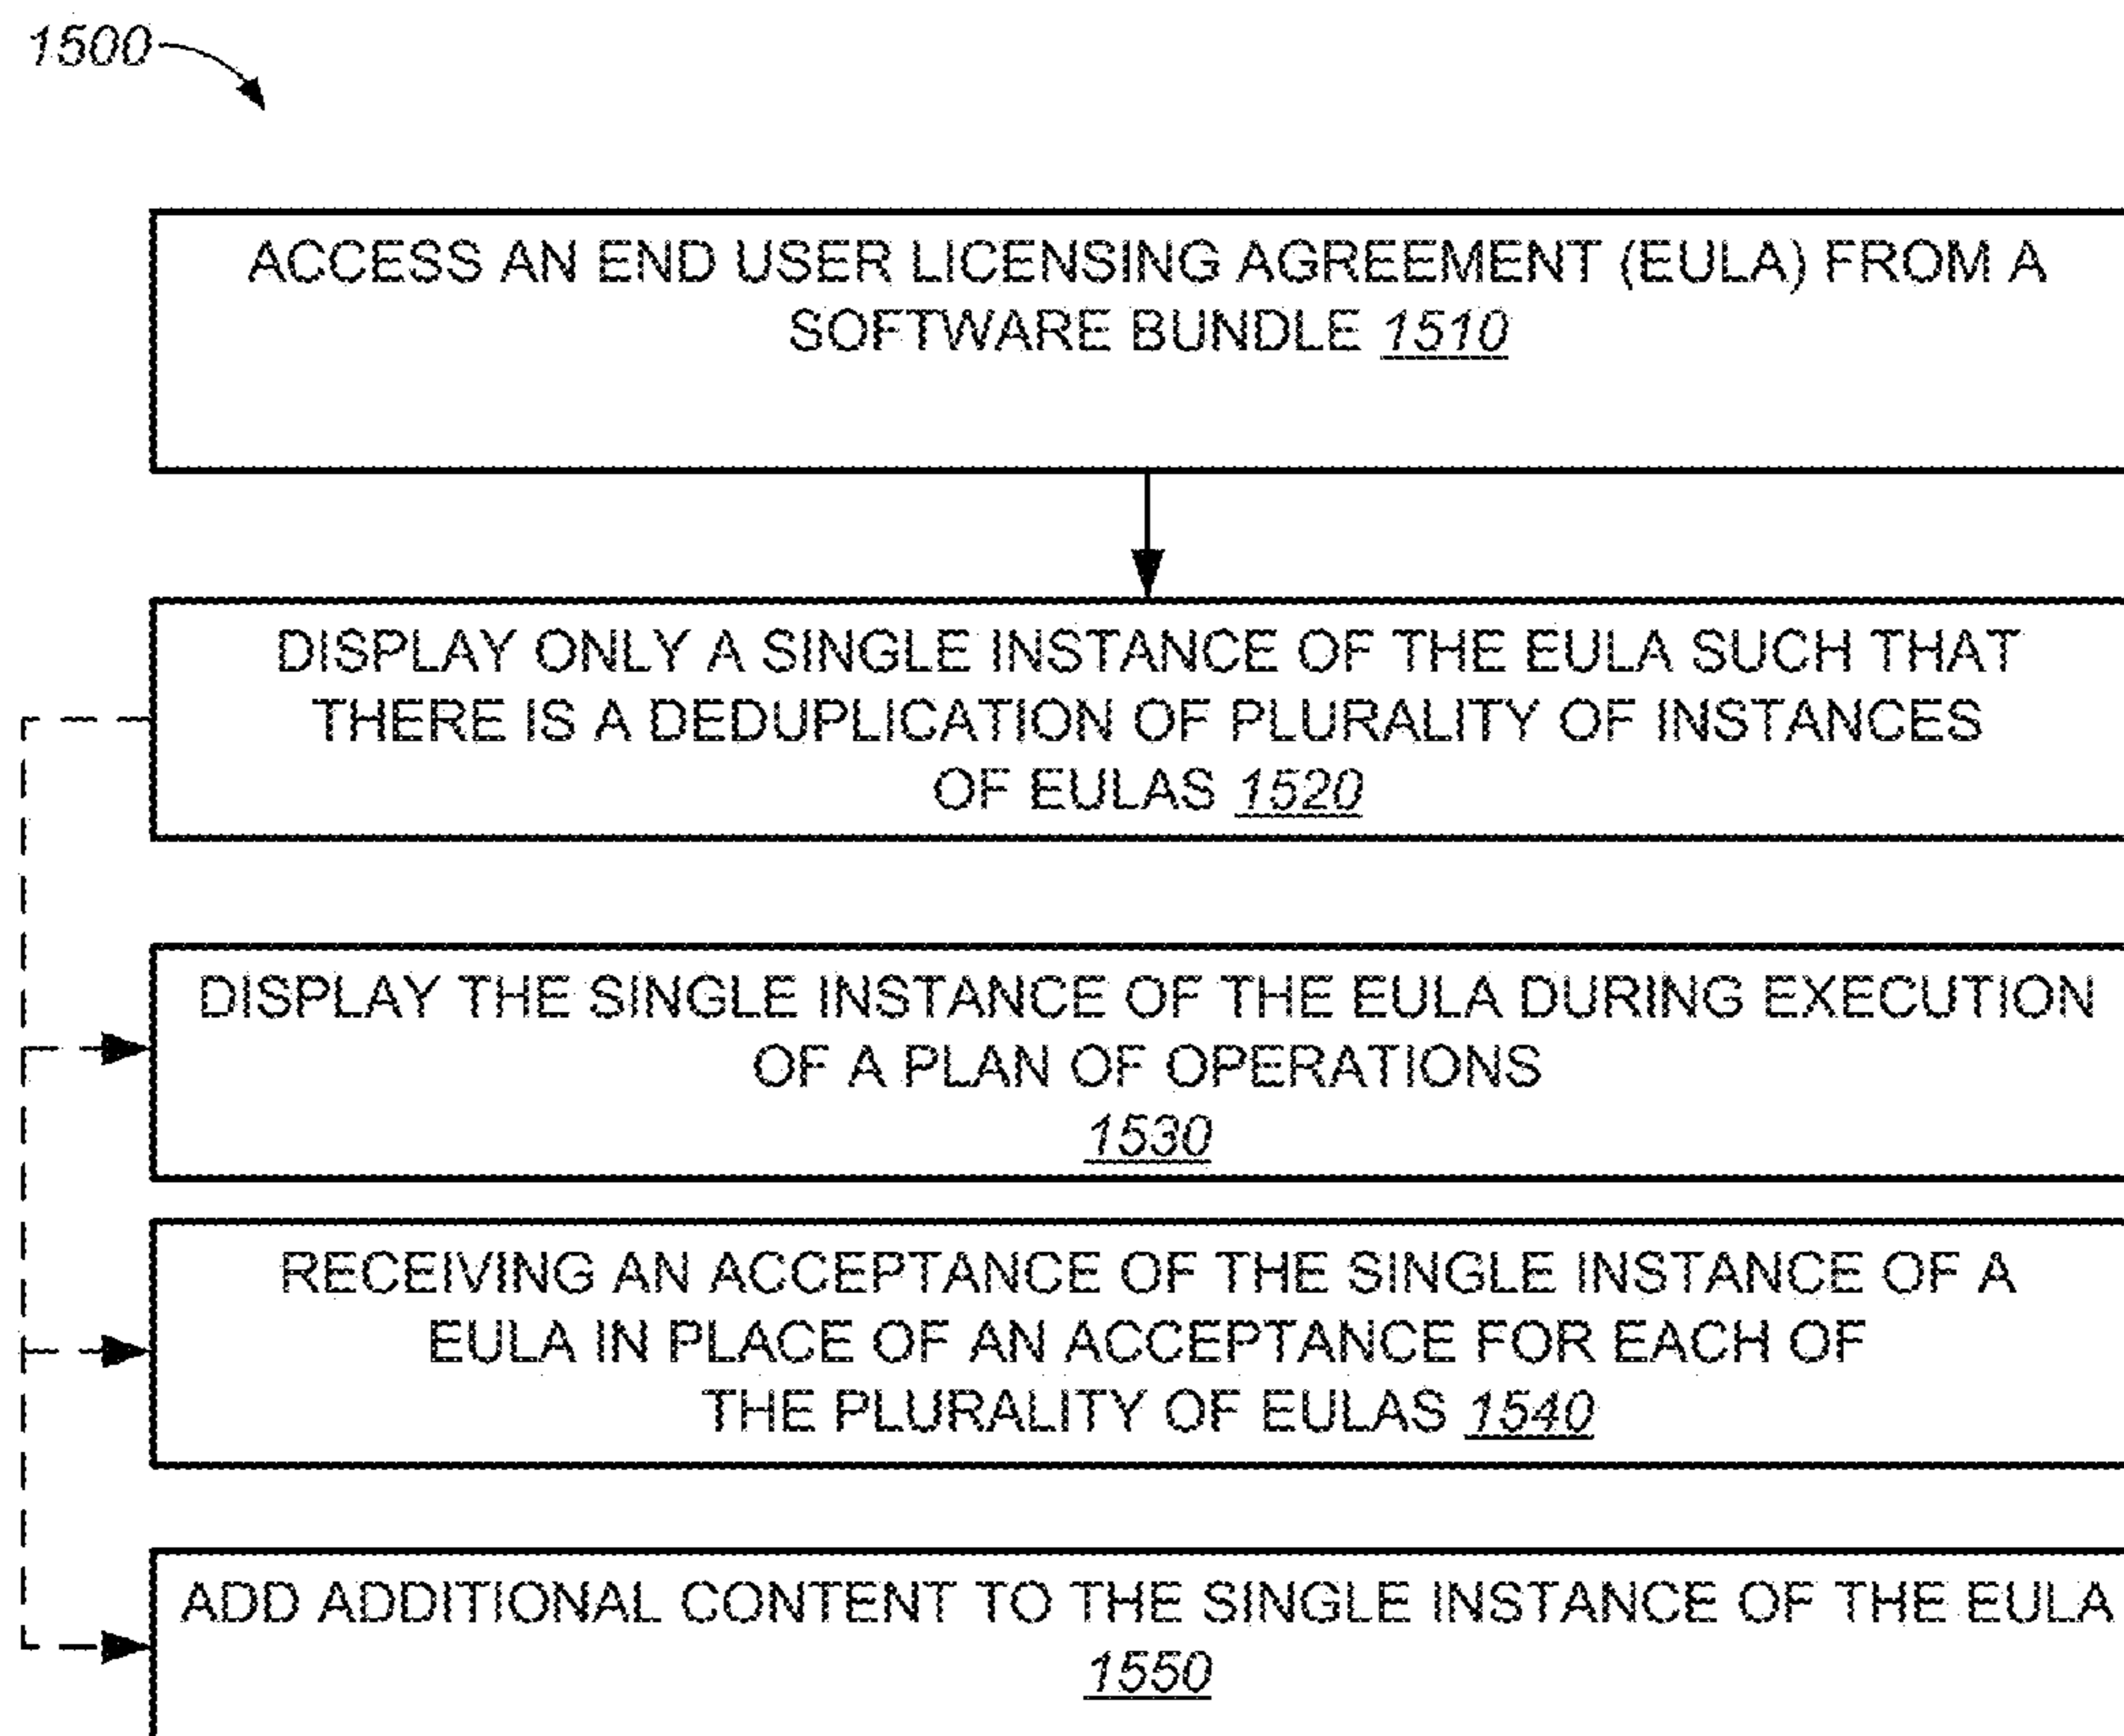 1500
ACCESS AN END USER LICENSING AGREEMENT (EULA) FROM A
SOFTWARE BUNDLE 1510
DISPLAY ONLY A SINGLE INSTANCE OF THE EULA SUCH THAT
THERE IS A DEDUPLICATION OF PLURALITY OF INSTANCES
OF EULAS 1520
DISPLAY THE SINGLE INSTANCE OF THE EULA DURING EXECUTION
OF A PLAN OF OPERATIONS
1530
RECEIVING AN ACCEPTANCE OF THE SINGLE INSTANCE OF A
EULA IN PLACE OF AN ACCEPTANCE FOR EACH OF
THE PLURALITY OF EULAS 1540
ADD ADDITIONAL CONTENT TO THE SINGLE INSTANCE OF THE EULA
1550